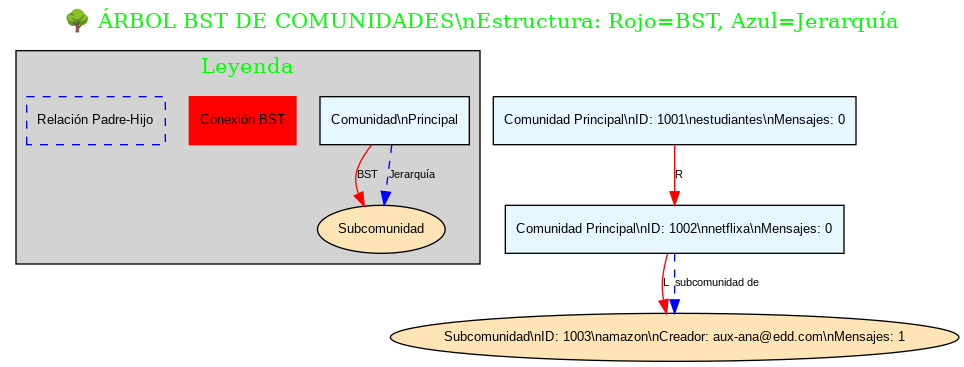 🌳 ÁRBOL BST DE COMUNIDADES\nEstructura: Rojo=BST, Azul=Jerarquía
Leyenda
Relación Padre-Hijo
Conexión BST
Comunidad\nPrincipal
BST
Jerarquía
Subcomunidad
Comunidad Principal\nID: 1001\nestudiantes\nMensajes: 0
R
Comunidad Principal\nID: 1002\nnetflixa\nMensajes: 0
L
subcomunidad de
Subcomunidad\nID: 1003\namazon\nCreador: aux-ana@edd.com\nMensajes: 1